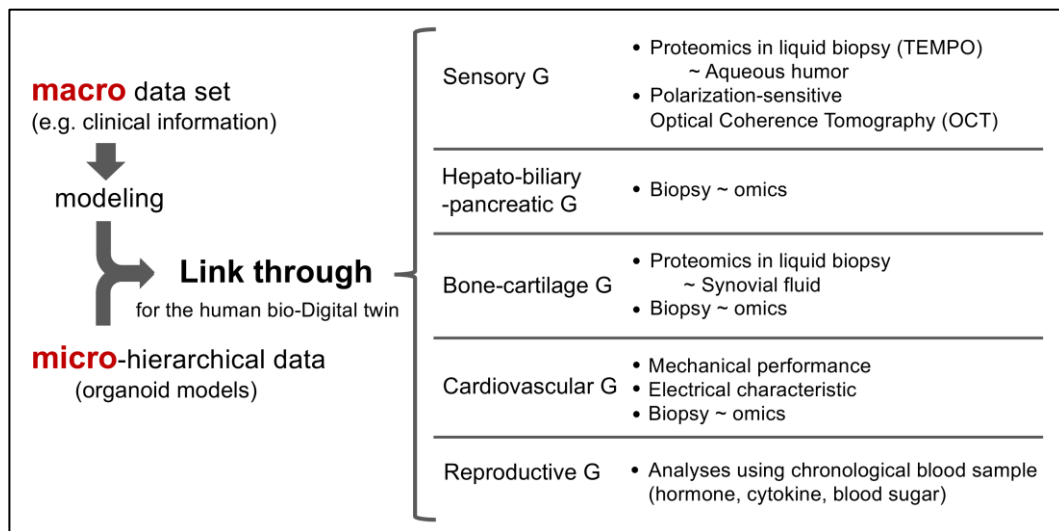 macro data set
(e.g. clinical information)
modeling
Link through
for the human bio-Digital twin
micro-hierarchical data
(organoid models)
Sensory G
• Proteomics in liquid biopsy (TEMPO)
~ Aqueous humor
• Polarization-sensitive
Optical Coherence Tomography (OCT)
Hepato-biliary
-pancreatic G
• Biopsy ~ omics
Bone-cartilage G
• Proteomics in liquid biopsy
~ Synovial fluid
• Biopsy ~ omics
Cardiovascular G
• Mechanical performance
• Electrical characteristic
• Biopsy ~ omics
Reproductive G
• Analyses using chronological blood sample
(hormone, cytokine, blood sugar)